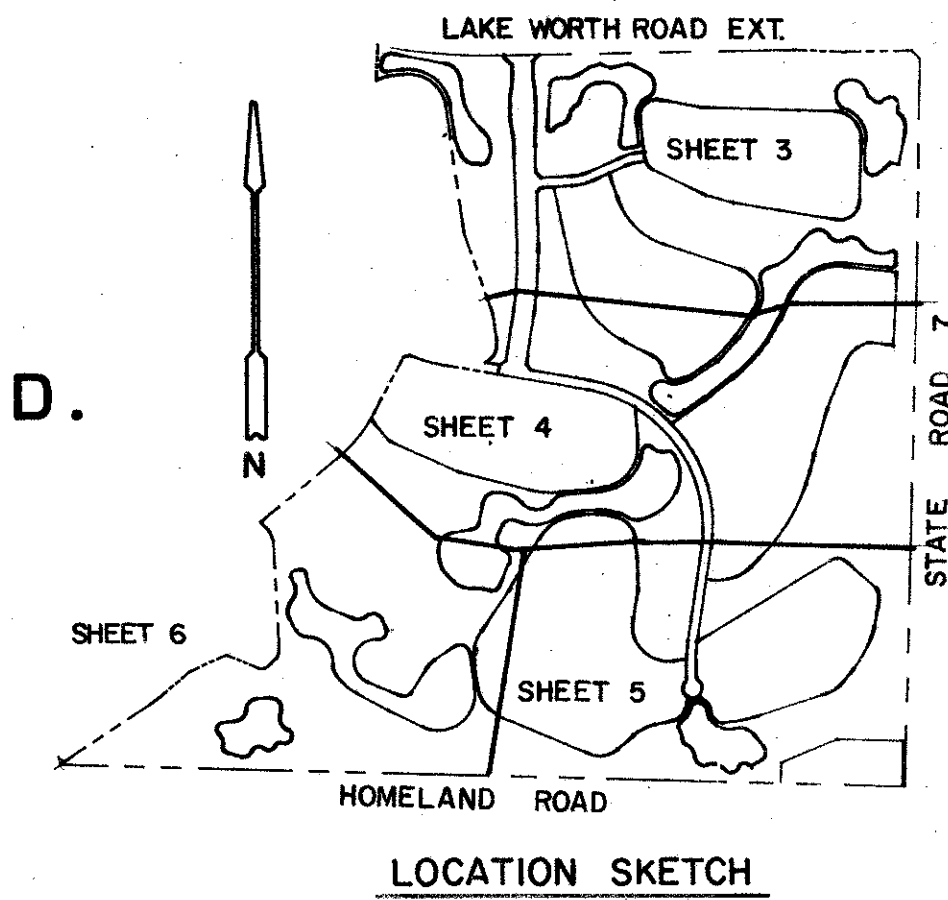 LAKE WORTH ROAD EXT.
SHEET 3
STATE ROAD 7
D.
SHEET 4
N
SHEET 6
SHEET 5
HOMELAND ROAD
LOCATION SKETCH